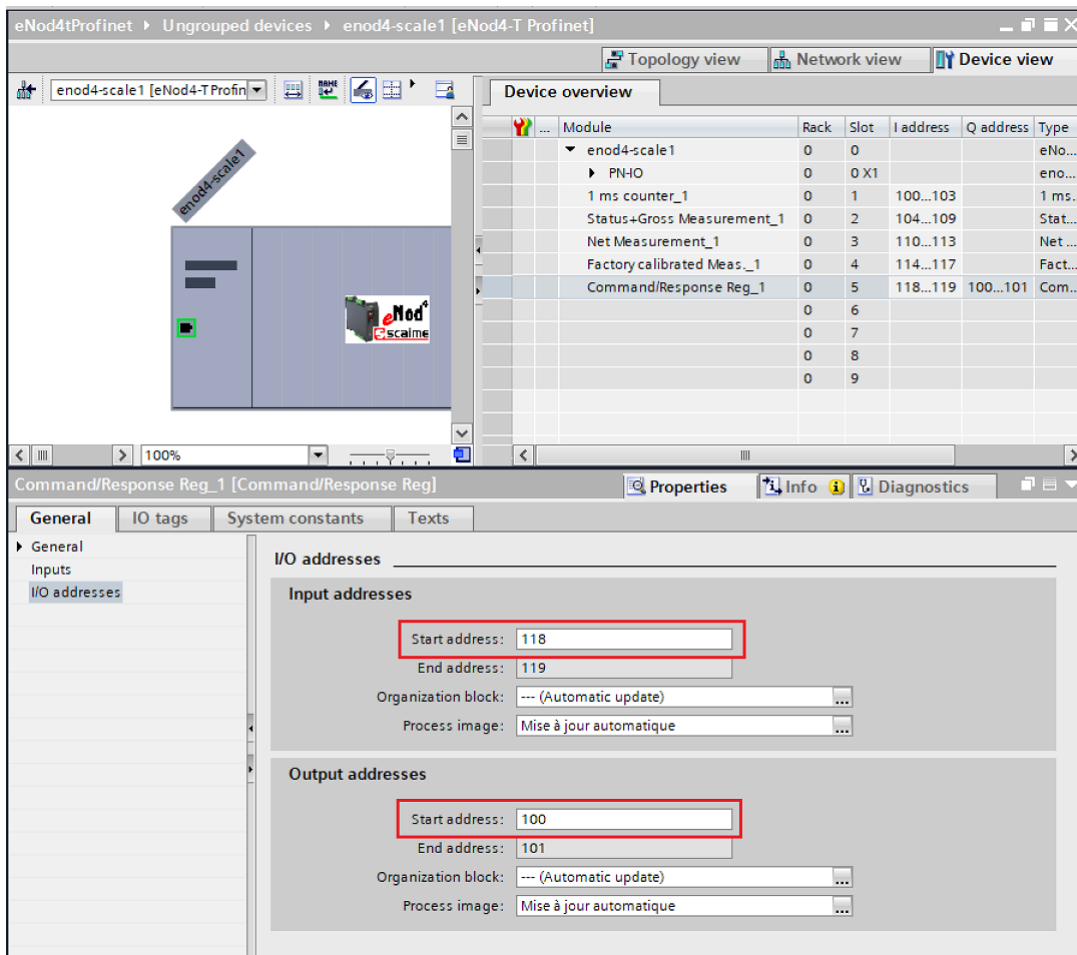 eNod4tProfinet ▸ Ungrouped devices ▸ enod4-scale1 [eNod4-T Profinet]
Topology view Network view Device view
enod4-scale1 [eNod4-TProfin
Device overview
... Module Rack Slot I address Q address Type
enod4-scale1 0 0 eNo...
PN-IO 0 0 X1 eno...
1 ms counter_1 0 1 100...103 1 ms.
Status+Gross Measurement_1 0 2 104...109 Stat...
Net Measurement_1 0 3 110...113 Net ...
Factory calibrated Meas._1 0 4 114...117 Fact...
Command/Response Reg_1 0 5 118...119 100...101 Com..
0 6
0 7
0 8
0 9
enod4-scale1
eNod4
scaime
100%
Command/Response Reg_1 [Command/Response Reg]
Properties Info Diagnostics
General IO tags System constants Texts
General
Inputs
I/O addresses
I/O addresses
Input addresses
Start address: 118
End address: 119
Organization block: --- (Automatic update) ...
Process image: Mise à jour automatique ...
Output addresses
Start address: 100
End address: 101
Organization block: --- (Automatic update) ...
Process image: Mise à jour automatique ...